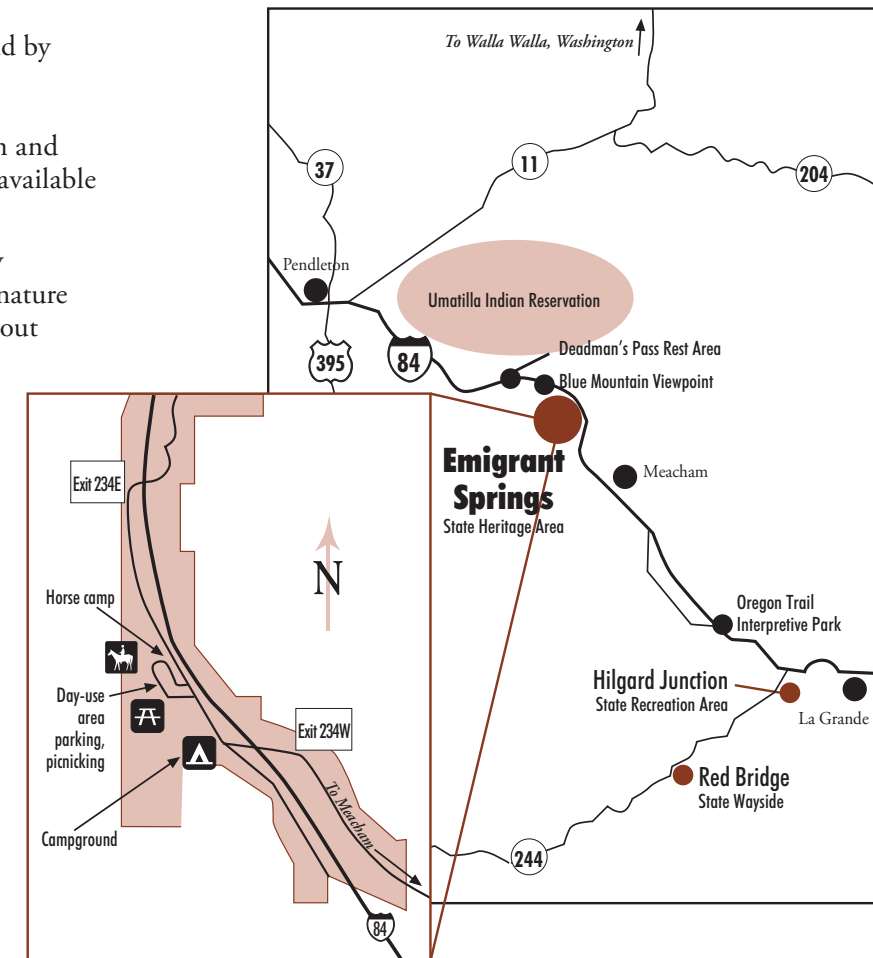 d by
n and
available
y
nature
out
To Walla Walla, Washington
37
11
204
Pendleton
Umatilla Indian Reservation
395
84
Deadman's Pass Rest Area
Blue Mountain Viewpoint
Emigrant
Springs
State Heritage Area
Meacham
Oregon Trail
Interpretive Park
Hilgard Junction
State Recreation Area
La Grande
Red Bridge
State Wayside
244
Exit 234E
N
Horse camp
Day-use
area
parking,
picnicking
Exit 234W
To Meacham
Campground
84